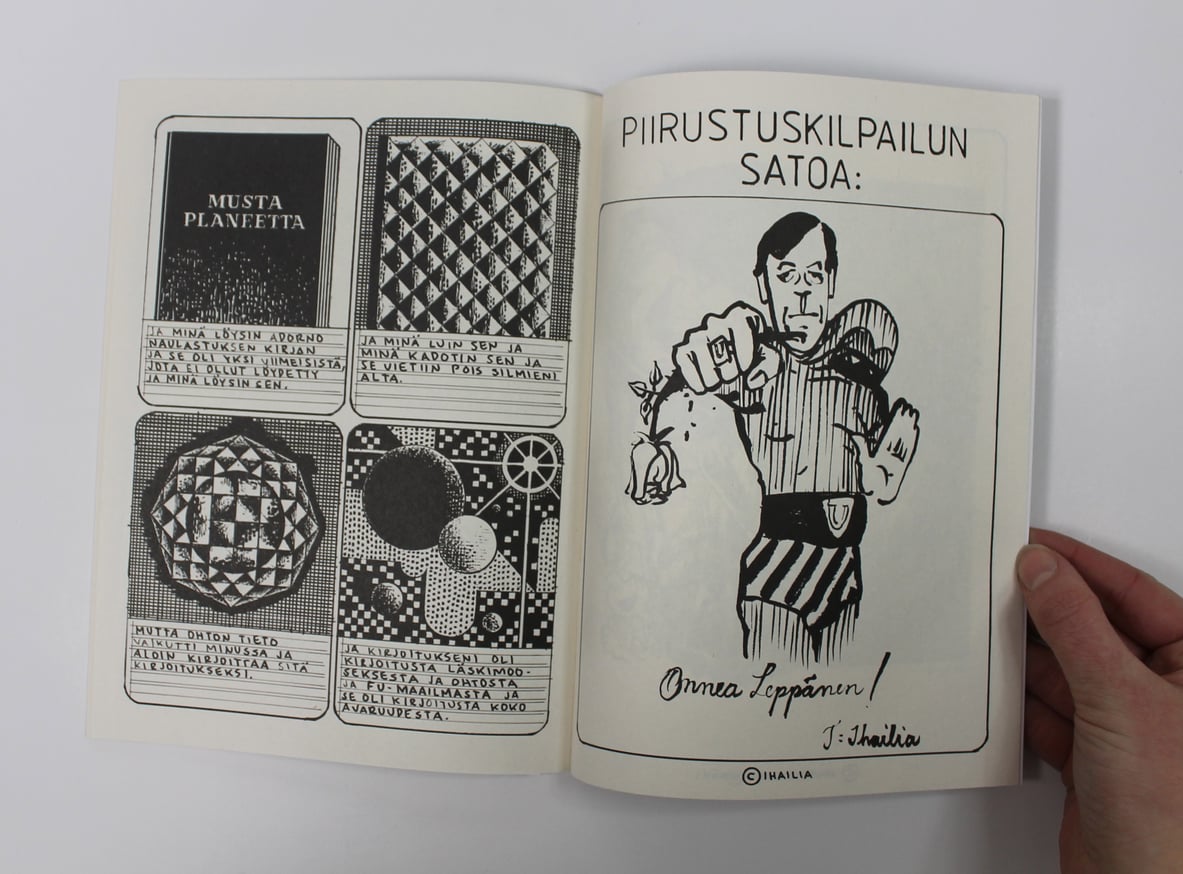 MUSTA
PLANEETTA
JA MINÄ LÖYSIN ADORNO
NAULASTUKSEN KIRJAN
JA SE OLI YKSI VIIMEISISTÄ,
JOTA EI OLLUT LÖYDETTY
JA MINÄ LÖYSIN SEN.
JA MINÄ LUIN SEN JA
MINÄ KADOTIN SEN JA
SE VIETIIN POIS SILMIENI
ALTA.
MUTTA OHTON TIETO
VAIKUTTI MINUSSA JA
ALOIN KIRJOITTAA SITÄ
KIRJOITUKSEKSI.
JA KIRJOITUKSENI OLI
KIRJOITUSTA LÄSKIMOO-
SEKSESTA JA OHTOSTA
JA FU-MAAILMASTA JA
SE OLI KIRJOITUSTA KOKO
AVARUUDESTA.
PIIRUSTUSKILPAILUN
SATOA:
U
U
Onnea Leppänen!
T: Ihailia
© IHAILIA